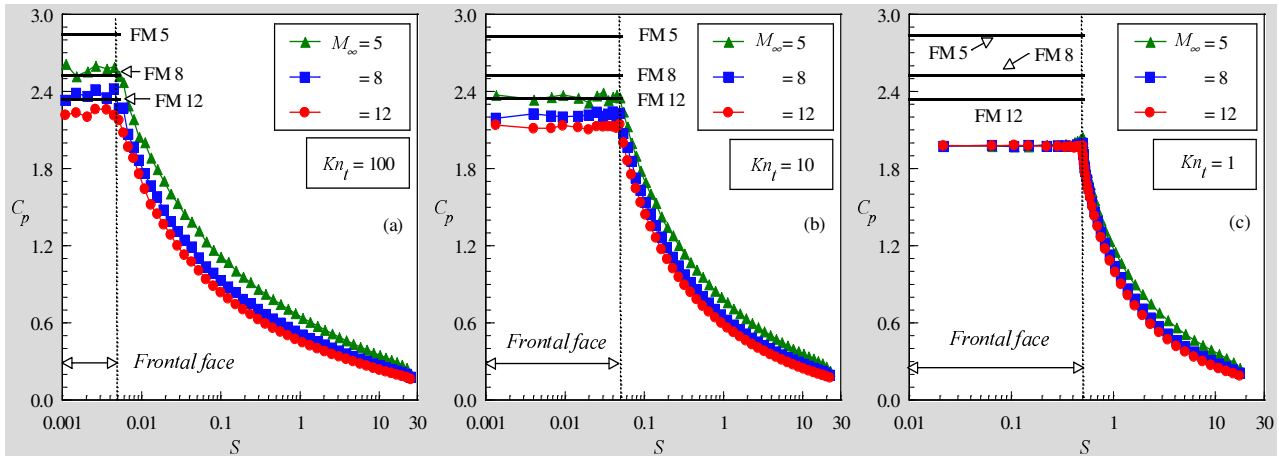 3.0
2.4
1.8
1.2
0.6
0.0
C_p
FM 5
FM 8
FM 12
M_∞ = 5
= 8
= 12
Kn_t = 100
(a)
Frontal face
0.001
0.01
0.1
1
10
30
S
3.0
2.4
1.8
1.2
0.6
0.0
C_p
FM 5
FM 8
FM 12
M_∞ = 5
= 8
= 12
Kn_t = 10
(b)
Frontal face
0.001
0.01
0.1
1
10
30
S
3.0
2.4
1.8
1.2
0.6
0.0
C_p
FM 5
FM 8
FM 12
M_∞ = 5
= 8
= 12
Kn_t = 1
(c)
Frontal face
0.01
0.1
1
10
30
S